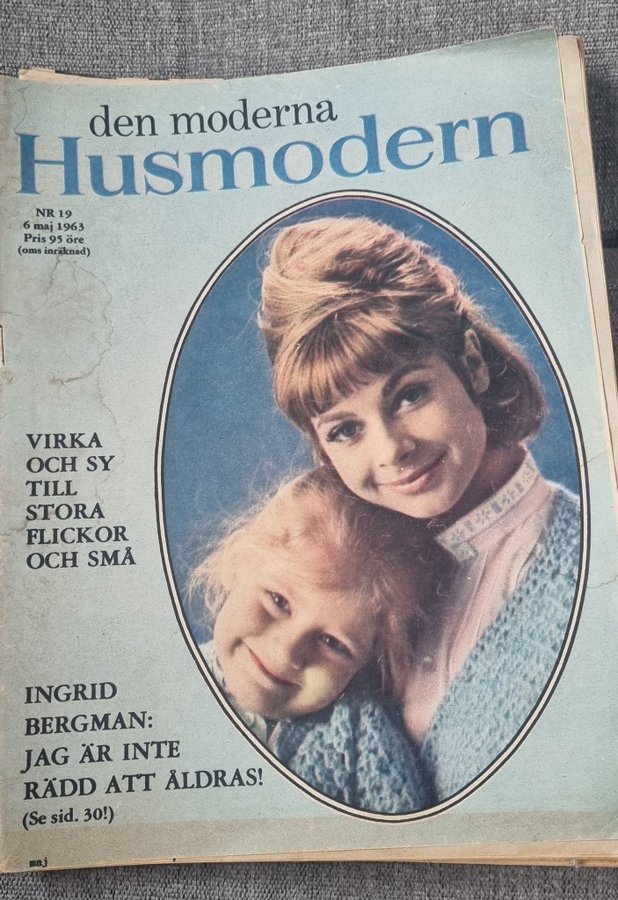 den moderna
Husmodern
NR 19
6 maj 1963
Pris 95 öre
(oms inräknad)
VIRKA
OCH SY
TILL
STORA
FLICKOR
OCH SMÅ
INGRID
BERGMAN:
JAG ÄR INTE
RÄDD ATT ÅLDRAS!
(Se sid. 30!)
maj